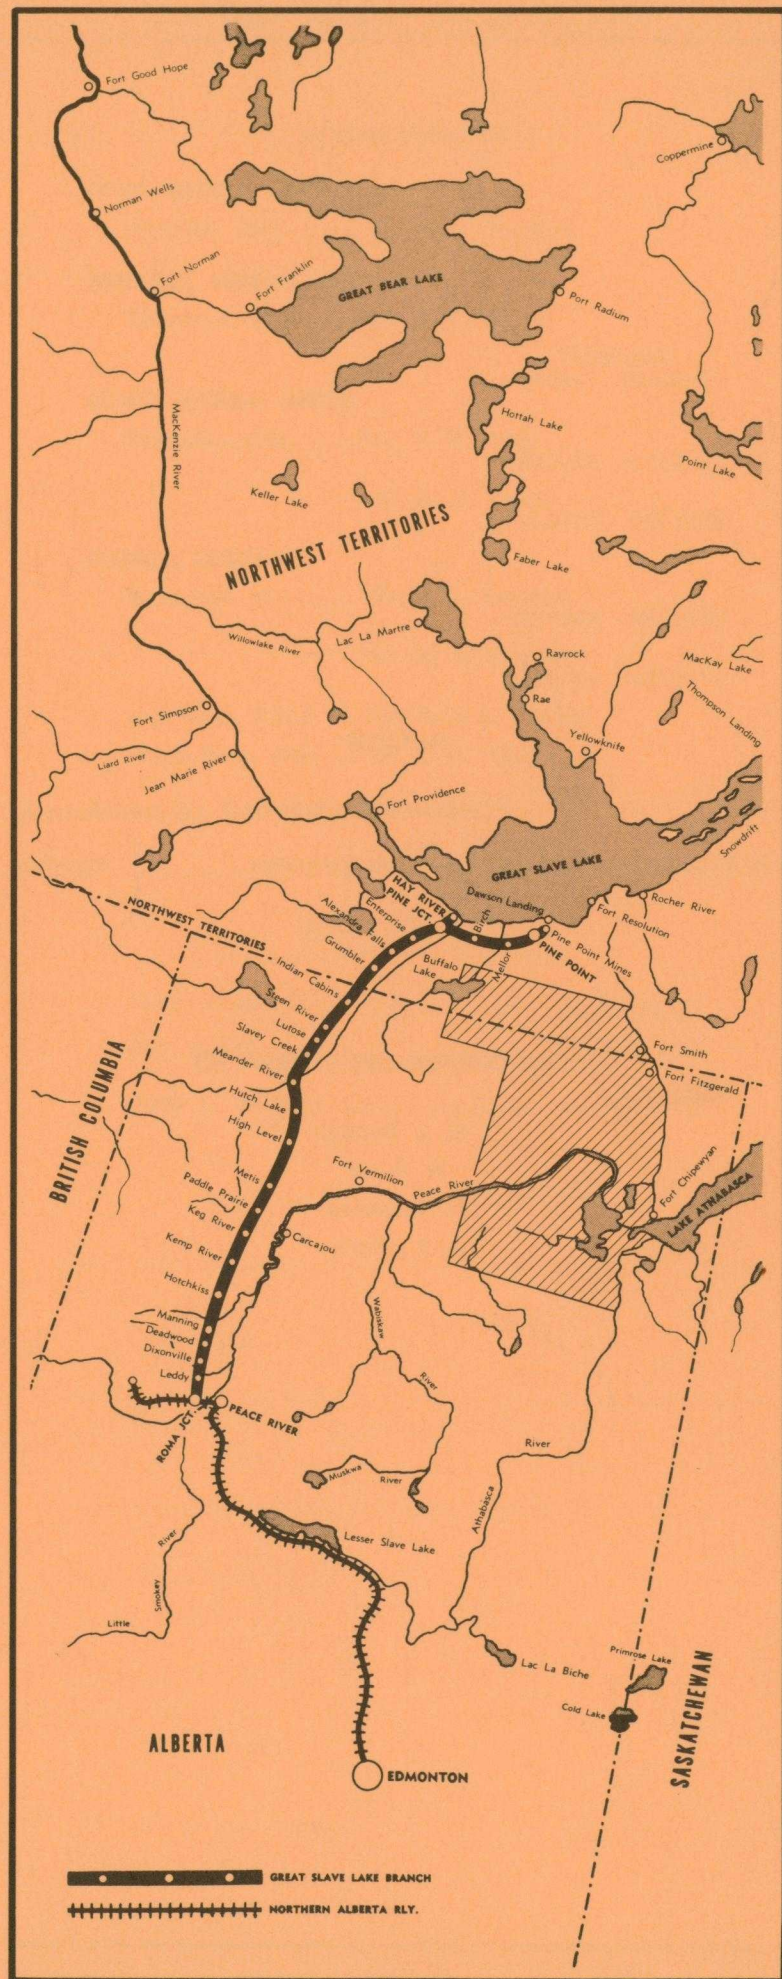 Fort Good Hope
Coppermine
Norman Wells
Fort Norman
Fort Franklin
GREAT BEAR LAKE
Port Radium
MacKenzie River
Hottah Lake
Point Lake
Keller Lake
NORTHWEST TERRITORIES
Faber Lake
Willowlake River
Lac La Martre
Rayrock
MacKay Lake
Rae
Thompson Landing
Fort Simpson
Yellowknife
Liard River
Jean Marie River
Fort Providence
Snowdrift
GREAT SLAVE LAKE
HAY RIVER
PINE JCT.
Dawson Landing
Rocher River
Fort Resolution
NORTHWEST TERRITORIES
Enterprise
Alexandra Falls
Birch
Pine Point Mines
PINE POINT
Grumbler
Buffalo
Lake
Mellor
Indian Cabins
Steen River
Lutose
Slavey Creek
Fort Smith
Meander River
Fort Fitzgerald
BRITISH COLUMBIA
Hutch Lake
High Level
Metis
Fort Vermilion
Peace River
Fort Chipewyan
Paddle Prairie
LAKE ATHABASCA
Keg River
Carcajou
Kemp River
Hotchkiss
Wabiskaw
River
Manning
Deadwood
Dixonville
Leddy
PEACE RIVER
ROMA JCT.
River
Athabasca
Muskwa
River
Lesser Slave Lake
River
Smokey
Little
Lac La Biche
Primrose Lake
Cold Lake
SASKATCHEWAN
ALBERTA
EDMONTON
GREAT SLAVE LAKE BRANCH
NORTHERN ALBERTA RLY.